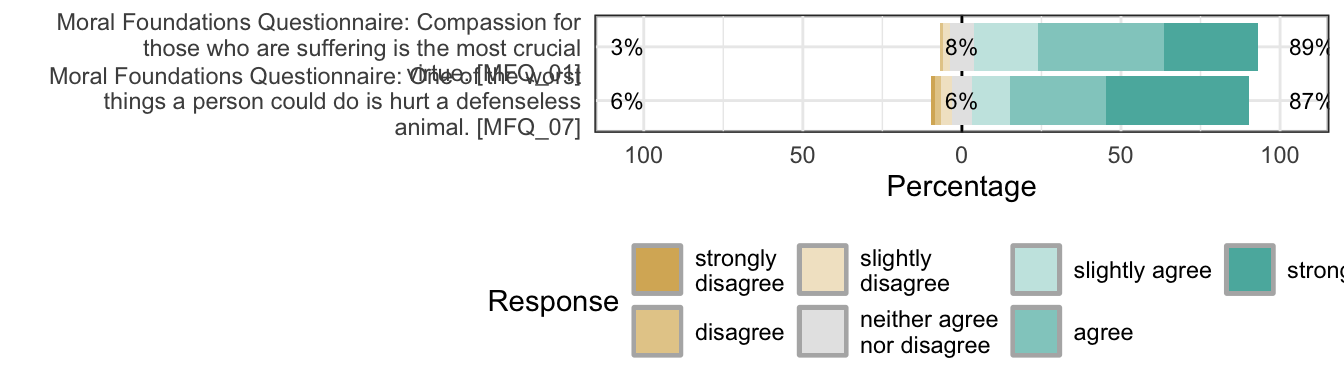 Moral Foundations Questionnaire: Compassion for
those who are suffering is the most crucial
virtue. [MFQ_01]
3%
8%
89%
Moral Foundations Questionnaire: One of the worst
things a person could do is hurt a defenseless
animal. [MFQ_07]
6%
6%
87%
100
50
0
50
100
Percentage
Response
strongly
disagree
slightly
disagree
slightly agree
strong
disagree
neither agree
nor disagree
agree